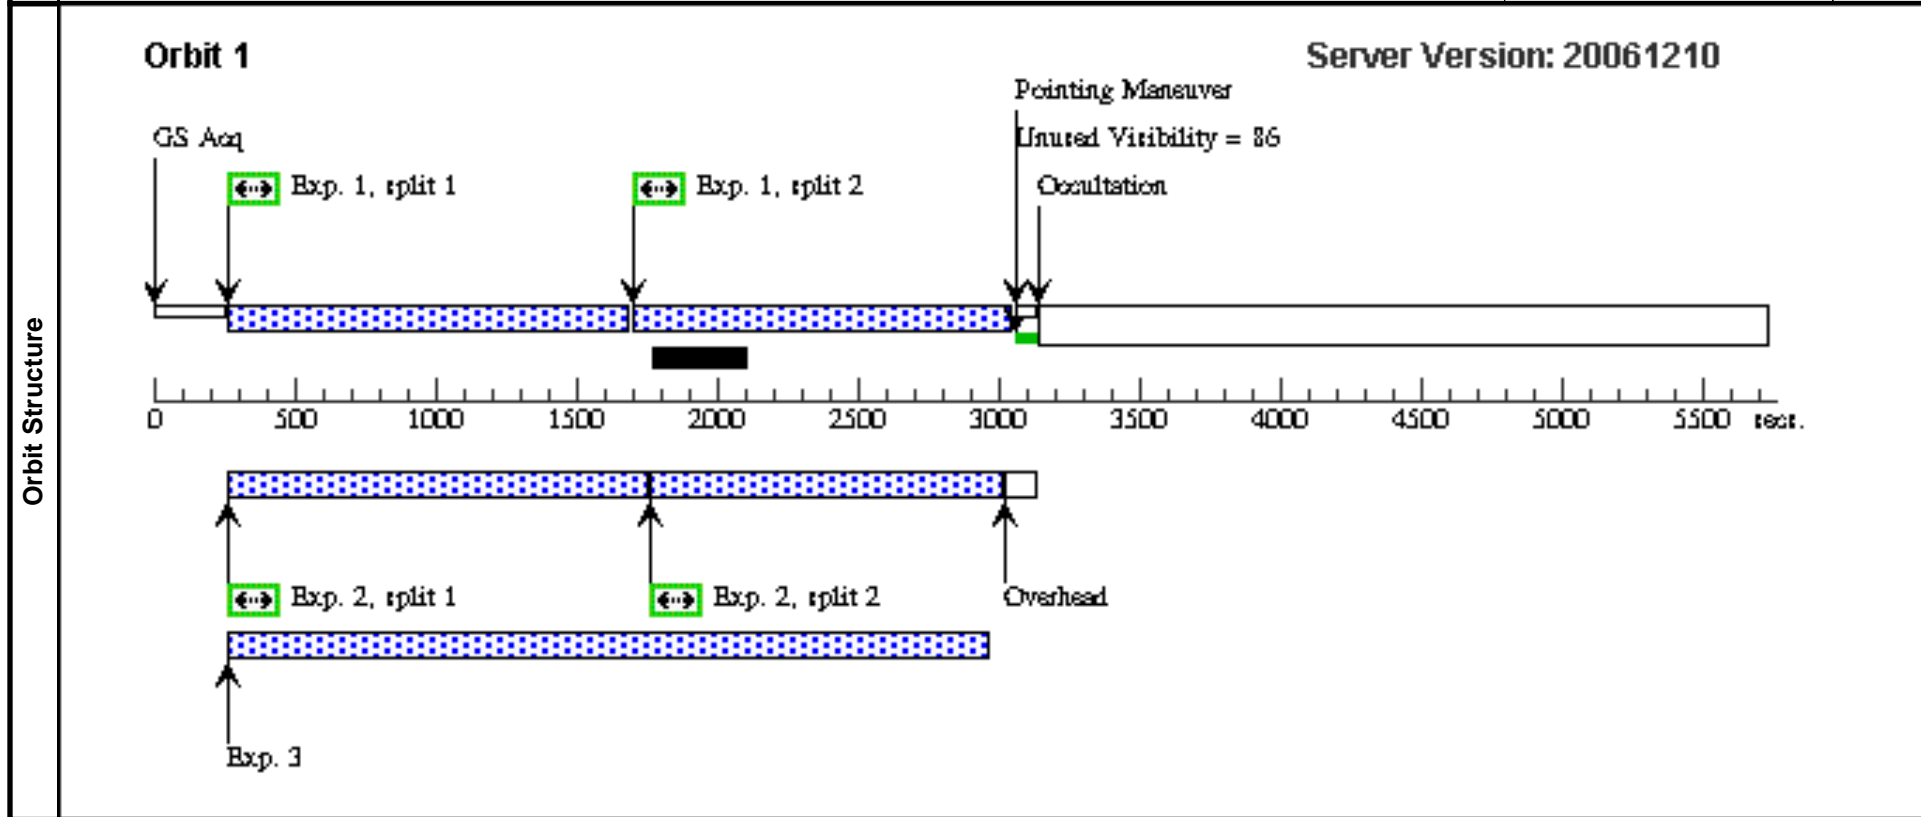 Orbit 1
Server Version: 20061210
Pointing Maneuver
GS Acq
Unused Visibility = 86
Exp. 1, split 1
Exp. 1, split 2
Occultation
0 500 1000 1500 2000 2500 3000 3500 4000 4500 5000 5500 secs.
Orbit Structure
Exp. 2, split 1
Exp. 2, split 2
Overhead
Exp. 3